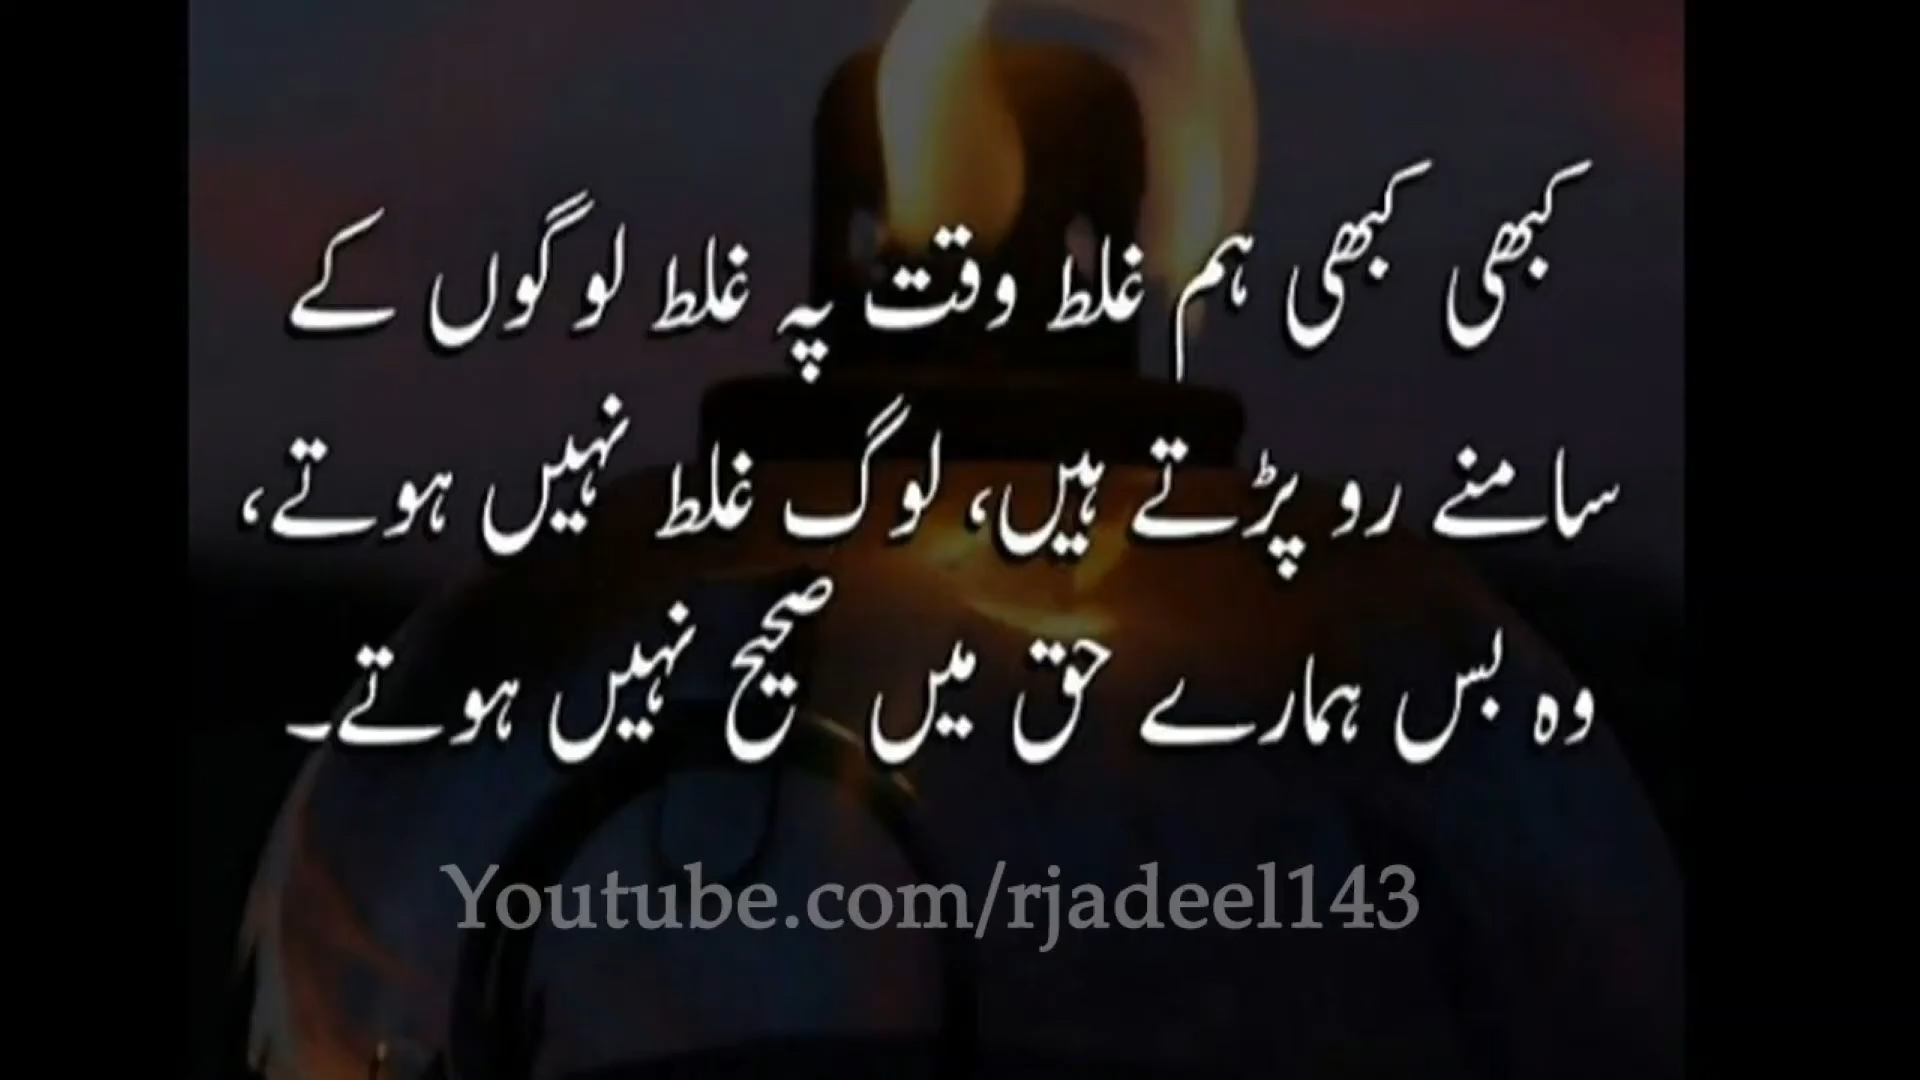 کبھی کبھی ہم غلط وقت پہ غلط لوگوں کے
سامنے رو پڑتے ہیں، لوگ غلط نہیں ہوتے،
وہ بس ہمارے حق میں صحیح نہیں ہوتے۔
Youtube.com/rjadeel143